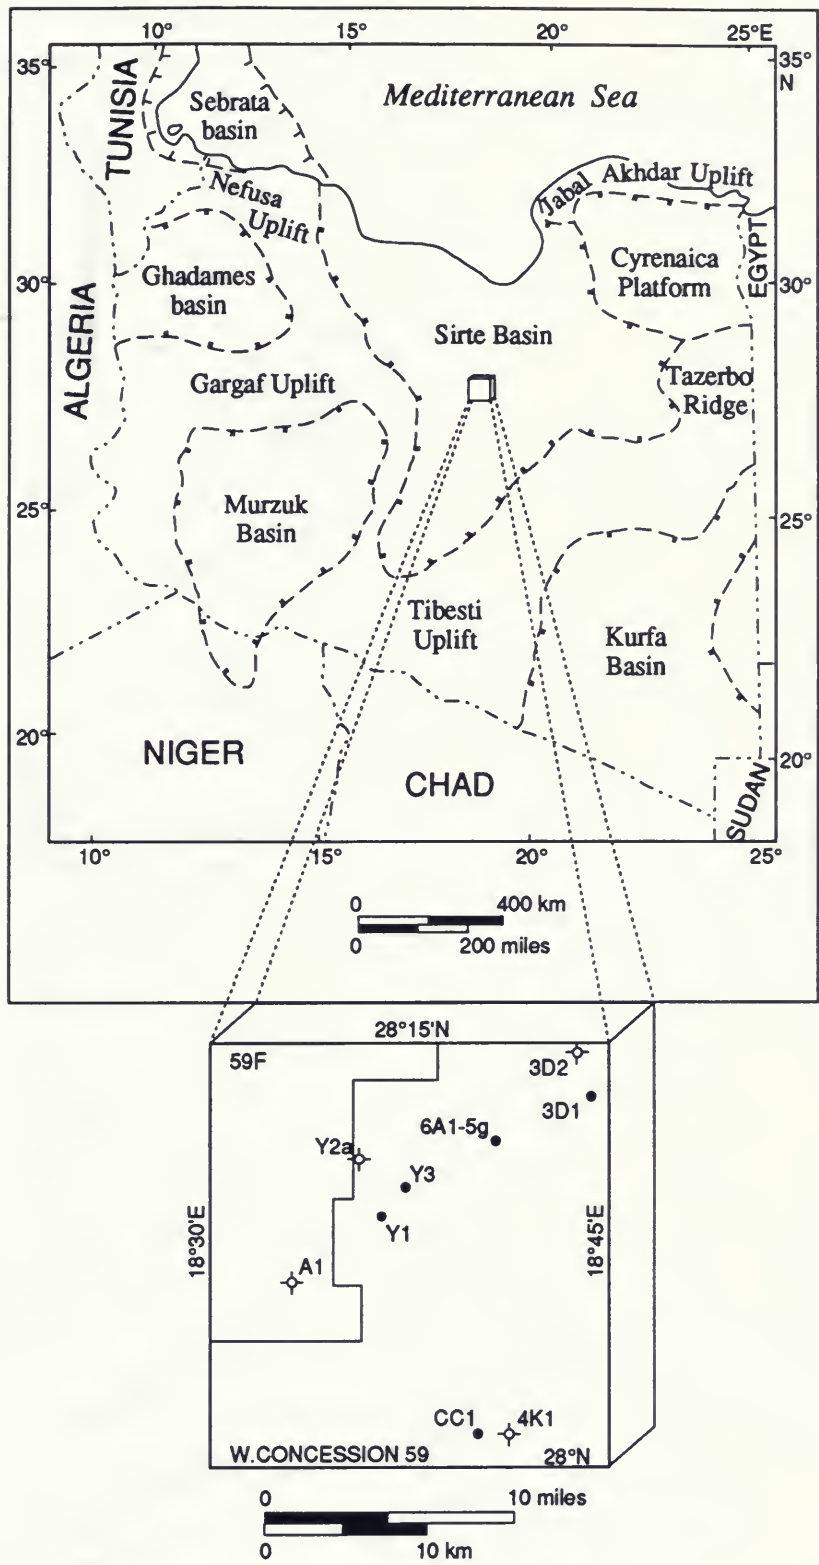 10° 15° 20° 25°E
35° 35°
N
TUNISIA
Sebrata
basin
Mediterranean Sea
Nefusa
Uplift
Jabal Akhdar Uplift
EGYPT
Cyrenaica
Platform
30° 30°
Ghadames
basin
ALGERIA
Sirte Basin
Gargaf Uplift
Tazerbo
Ridge
25° 25°
Murzuk
Basin
Tibesti
Uplift
Kurfa
Basin
20° 20°
NIGER
CHAD
SUDAN
10° 15° 20° 25°
0 400 km
0 200 miles
28°15'N
59F
3D2
3D1
6A1-5g
Y2a
Y3
Y1
18°30'E
18°45'E
A1
CC1 4K1
W.CONCESSION 59 28°N
0 10 miles
0 10 km